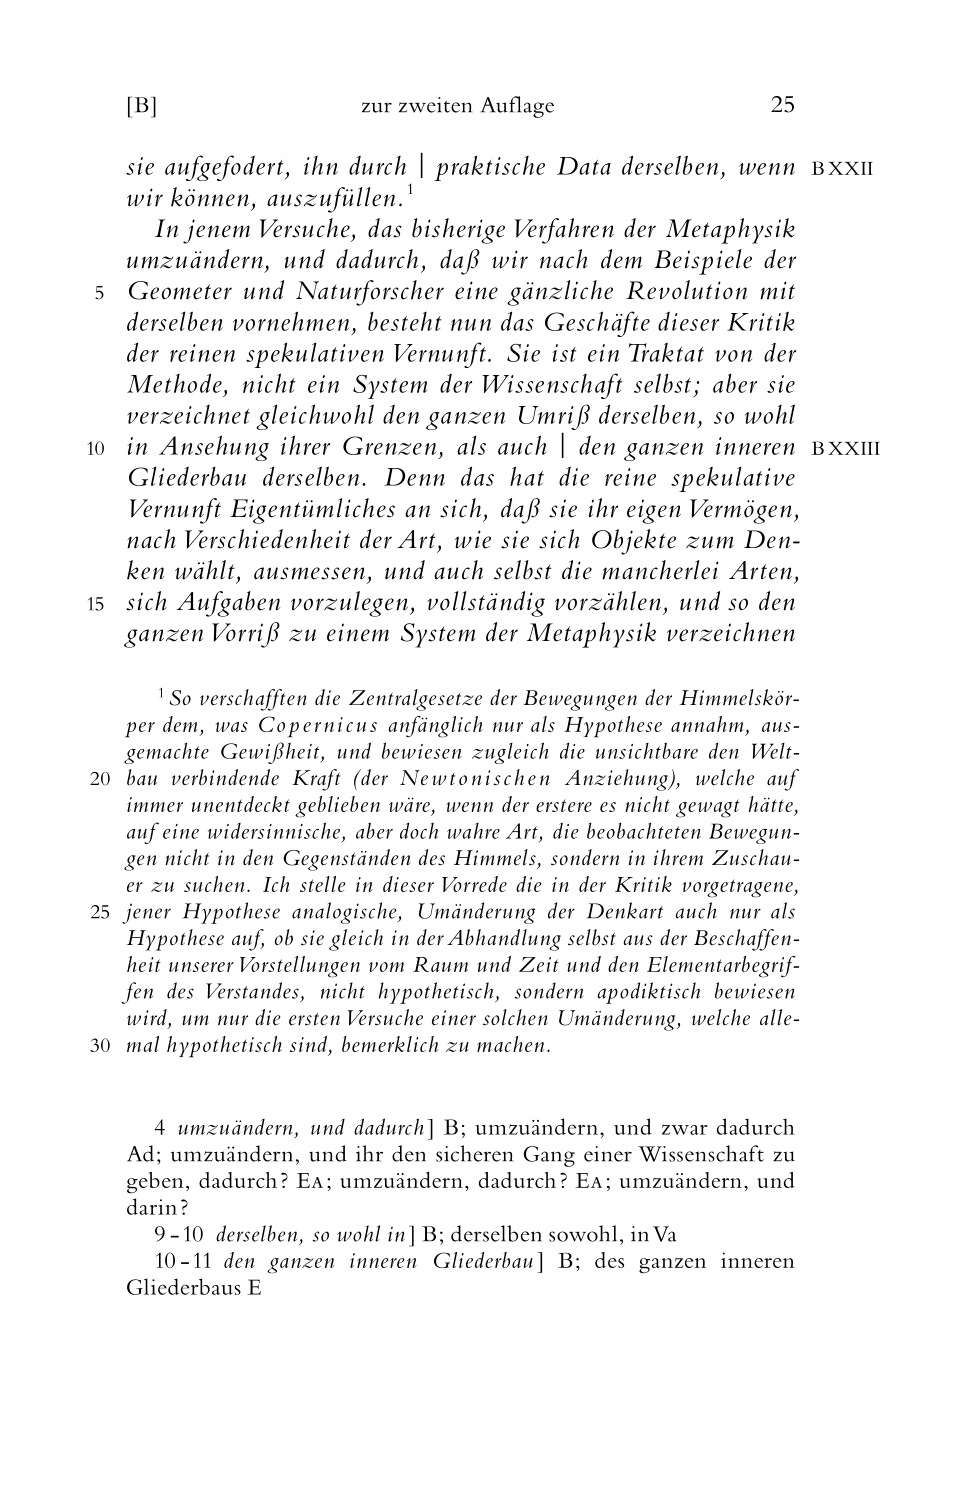 [B] zur zweiten Auflage 25
sie aufgefodert, ihn durch | praktische Data derselben, wenn B XXII
wir können, auszufüllen.¹
In jenem Versuche, das bisherige Verfahren der Metaphysik
umzuändern, und dadurch, daß wir nach dem Beispiele der
5 Geometer und Naturforscher eine gänzliche Revolution mit
derselben vornehmen, besteht nun das Geschäfte dieser Kritik
der reinen spekulativen Vernunft. Sie ist ein Traktat von der
Methode, nicht ein System der Wissenschaft selbst; aber sie
verzeichnet gleichwohl den ganzen Umriß derselben, so wohl
10 in Ansehung ihrer Grenzen, als auch | den ganzen inneren B XXIII
Gliederbau derselben. Denn das hat die reine spekulative
Vernunft Eigentümliches an sich, daß sie ihr eigen Vermögen,
nach Verschiedenheit der Art, wie sie sich Objekte zum Den-
ken wählt, ausmessen, und auch selbst die mancherlei Arten,
15 sich Aufgaben vorzulegen, vollständig vorzählen, und so den
ganzen Vorriß zu einem System der Metaphysik verzeichnen
¹ So verschafften die Zentralgesetze der Bewegungen der Himmelskör-
per dem, was Copernicus anfänglich nur als Hypothese annahm, aus-
gemachte Gewißheit, und bewiesen zugleich die unsichtbare den Welt-
20 bau verbindende Kraft (der Newtonischen Anziehung), welche auf
immer unentdeckt geblieben wäre, wenn der erstere es nicht gewagt hätte,
auf eine widersinnische, aber doch wahre Art, die beobachteten Bewegun-
gen nicht in den Gegenständen des Himmels, sondern in ihrem Zuschau-
er zu suchen. Ich stelle in dieser Vorrede die in der Kritik vorgetragene,
25 jener Hypothese analogische, Umänderung der Denkart auch nur als
Hypothese auf, ob sie gleich in der Abhandlung selbst aus der Beschaffen-
heit unserer Vorstellungen vom Raum und Zeit und den Elementarbegrif-
fen des Verstandes, nicht hypothetisch, sondern apodiktisch bewiesen
wird, um nur die ersten Versuche einer solchen Umänderung, welche alle-
30 mal hypothetisch sind, bemerklich zu machen.
4 umzuändern, und dadurch] B; umzuändern, und zwar dadurch
Ad; umzuändern, und ihr den sicheren Gang einer Wissenschaft zu
geben, dadurch? EA; umzuändern, dadurch? EA; umzuändern, und
darin?
9–10 derselben, so wohl in] B; derselben sowohl, in Va
10–11 den ganzen inneren Gliederbau] B; des ganzen inneren
Gliederbaus E